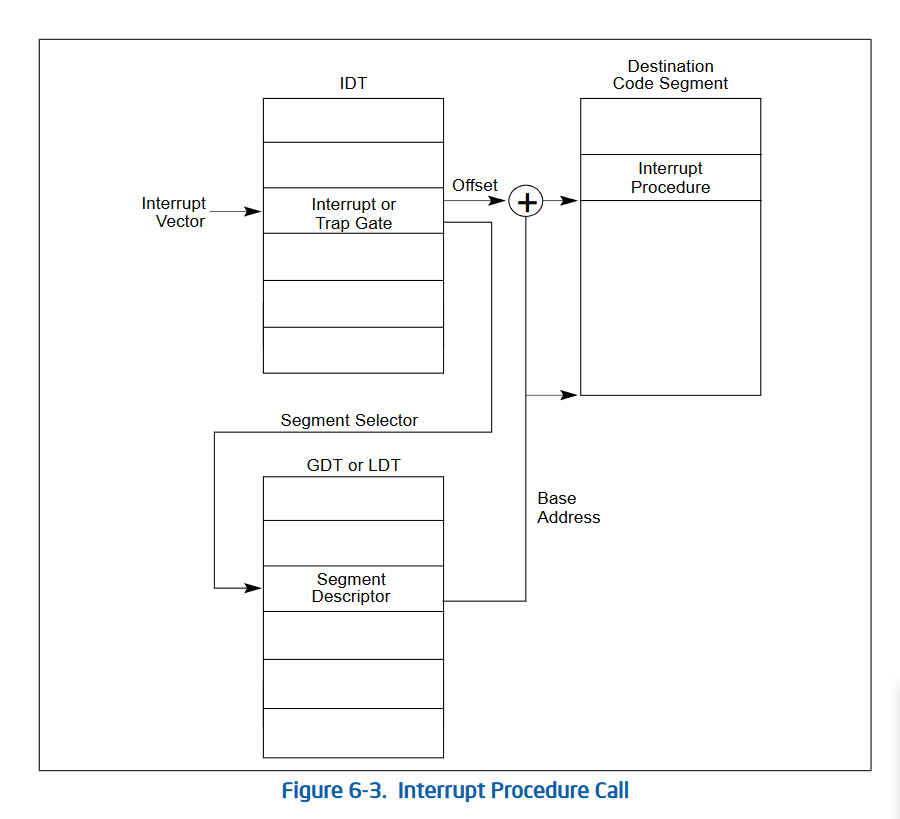 IDT
Destination
Code Segment
Interrupt
Procedure
Offset
+
Interrupt
Vector
Interrupt or
Trap Gate
Segment Selector
GDT or LDT
Base
Address
Segment
Descriptor
Figure 6-3. Interrupt Procedure Call